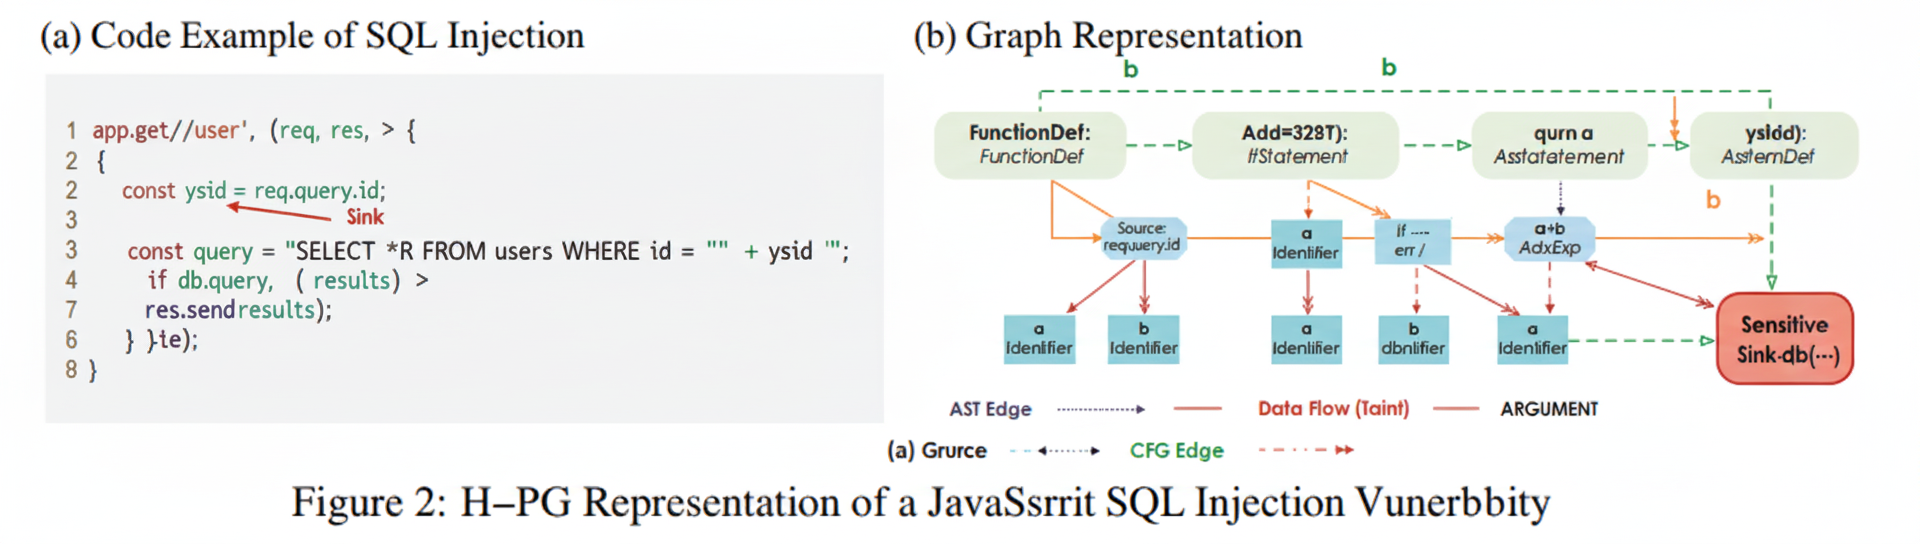 (a) Code Example of SQL Injection
1 app.get//user', (req, res, > {
2 {
2 const ysid = req.query.id;
3 Sink
3 const query = "SELECT *R FROM users WHERE id = "" + ysid '";
4 if db.query, ( results) >
7 res.sendresults);
6 } }te);
8 }
(b) Graph Representation
b b
FunctionDef:
FunctionDef
Add=328T):
I!Statement
qurn a
Asstatatement
ysldd):
AssternDef
b
Source:
requuery.id
a
Identifier
If ----
err /
a+b
AdxExp
a
Identifier
b
Identifier
a
Identifier
b
dbnlifier
a
Identifier
Sensitive
Sink-db(···)
AST Edge Data Flow (Taint) ARGUMENT
(a) Grurce CFG Edge
Figure 2: H–PG Representation of a JavaSsrrit SQL Injection Vunerbbity